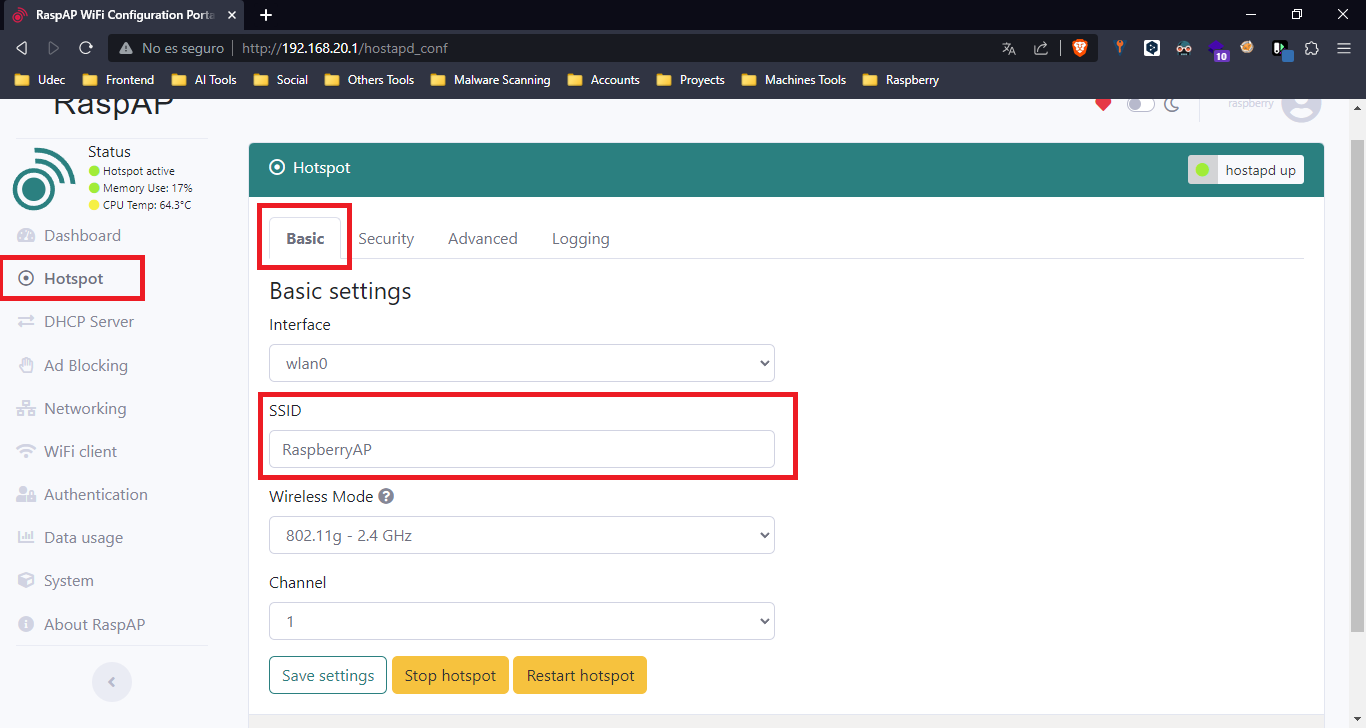 RaspAP WiFi Configuration Porta
No es seguro
http://192.168.20.1/hostapd_conf
10
Udec
Frontend
AI Tools
Social
Others Tools
Malware Scanning
Accounts
Proyects
Machines Tools
Raspberry
RaspAP
raspberry
Status
Hotspot active
Memory Use: 17%
CPU Temp: 64.3°C
Dashboard
Hotspot
DHCP Server
Ad Blocking
Networking
WiFi client
Authentication
Data usage
System
About RaspAP
Hotspot
hostapd up
Basic
Security
Advanced
Logging
Basic settings
Interface
wlan0
SSID
RaspberryAP
Wireless Mode
802.11g - 2.4 GHz
Channel
1
Save settings
Stop hotspot
Restart hotspot